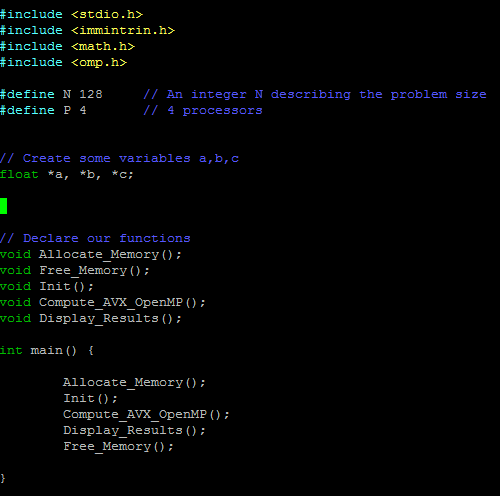 #include <stdio.h>
#include <immintrin.h>
#include <math.h>
#include <omp.h>
#define N 128     // An integer N describing the problem size
#define P 4       // 4 processors
// Create some variables a,b,c
float *a, *b, *c;
// Declare our functions
void Allocate_Memory();
void Free_Memory();
void Init();
void Compute_AVX_OpenMP();
void Display_Results();
int main() {
        Allocate_Memory();
        Init();
        Compute_AVX_OpenMP();
        Display_Results();
        Free_Memory();
}